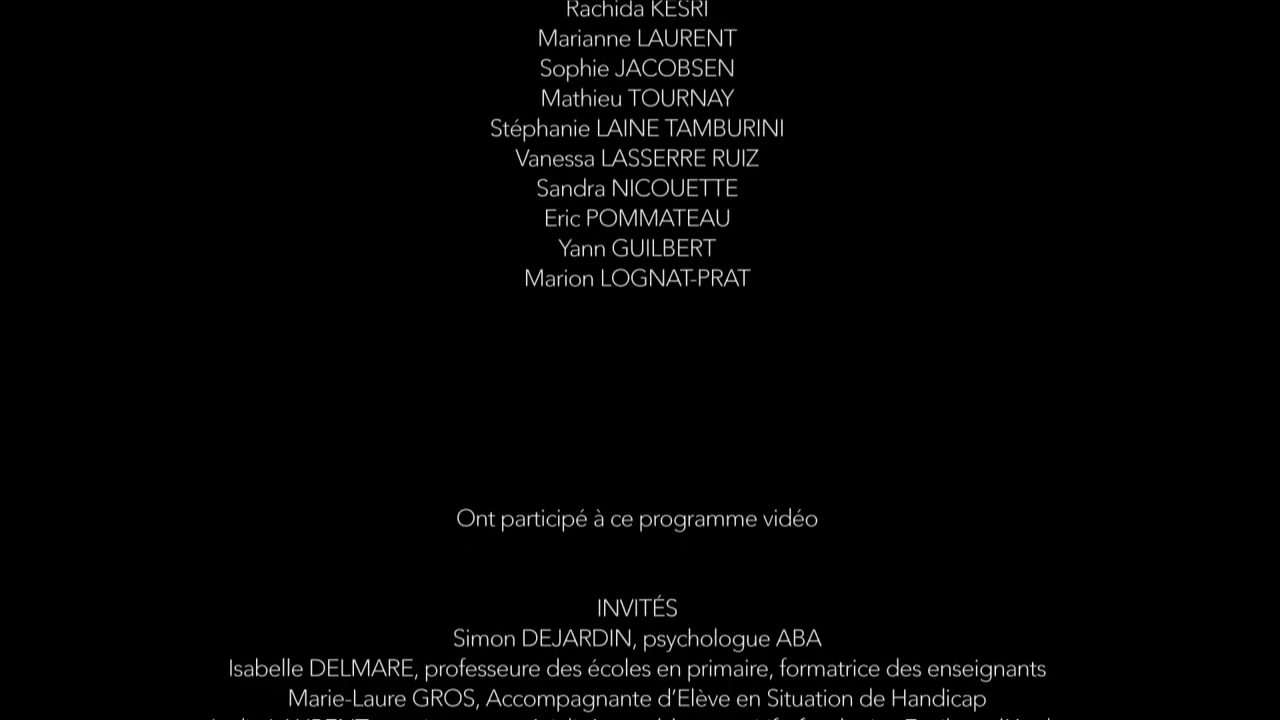 Rachida KESRI
Marianne LAURENT
Sophie JACOBSEN
Mathieu TOURNAY
Stéphanie LAINE TAMBURINI
Vanessa LASSERRE RUIZ
Sandra NICOUETTE
Eric POMMATEAU
Yann GUILBERT
Marion LOGNAT-PRAT
Ont participé à ce programme vidéo
INVITÉS
Simon DEJARDIN, psychologue ABA
Isabelle DELMARE, professeure des écoles en primaire, formatrice des enseignants
Marie-Laure GROS, Accompagnante d'Elève en Situation de Handicap